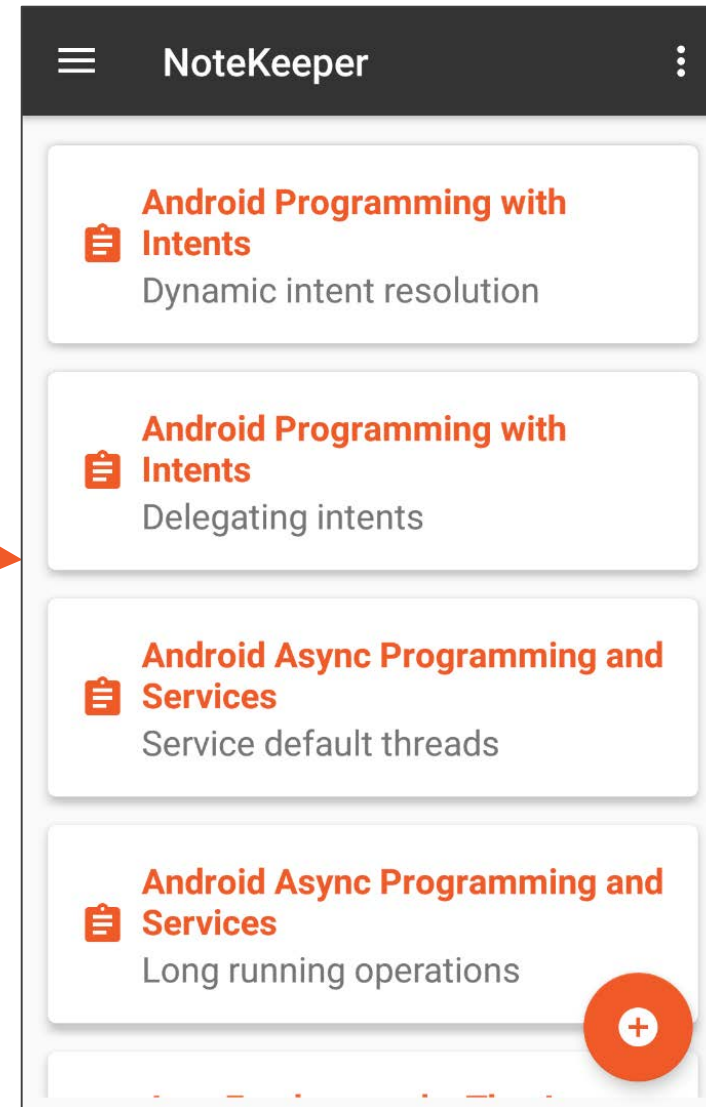 NoteKeeper
Android Programming with
Intents
Dynamic intent resolution
Android Programming with
Intents
Delegating intents
Android Async Programming and
Services
Service default threads
Android Async Programming and
Services
Long running operations